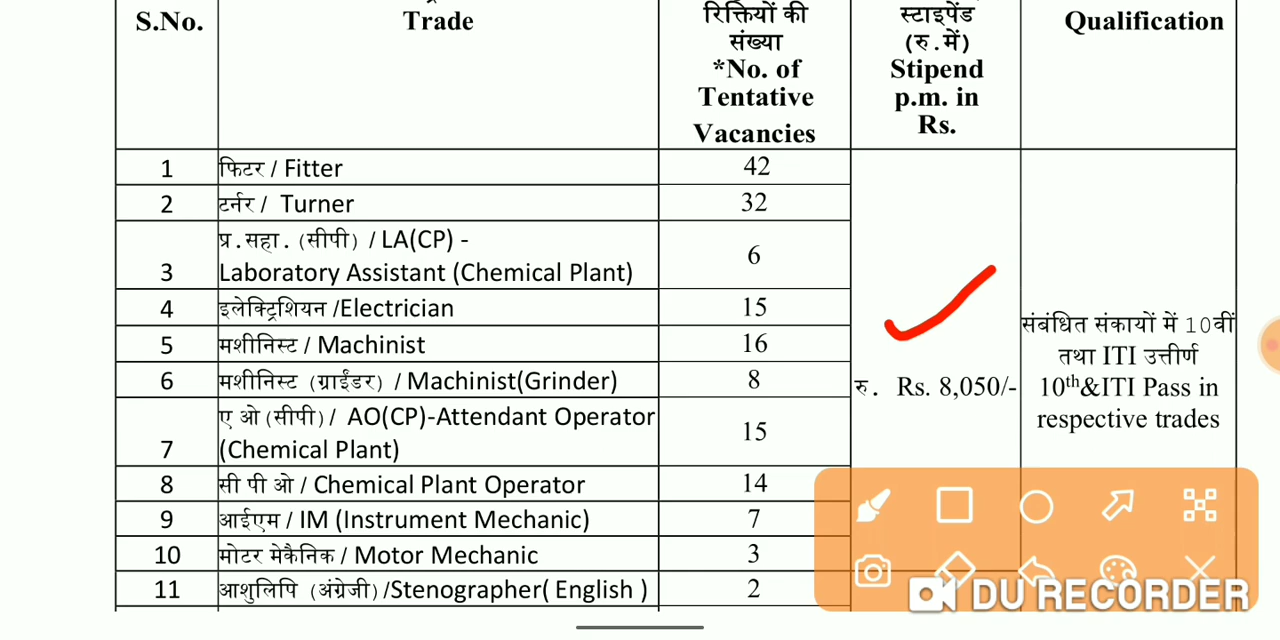 S.No.
Trade
रिक्तियों की
संख्या
*No. of
Tentative
Vacancies
स्टाइपेंड
(रु.में)
Stipend
p.m. in
Rs.
Qualification
1 फिटर / Fitter 42
2 टर्नर / Turner 32
प्र.सहा.(सीपी) / LA(CP) -
3 Laboratory Assistant (Chemical Plant) 6
4 इलेक्ट्रिशियन /Electrician 15
5 मशीनिस्ट / Machinist 16
6 मशीनिस्ट (ग्राईंडर) / Machinist(Grinder) 8
ए ओ(सीपी)/ AO(CP)-Attendant Operator
7 (Chemical Plant) 15
8 सी पी ओ / Chemical Plant Operator 14
9 आईएम / IM (Instrument Mechanic) 7
10 मोटर मेकैनिक / Motor Mechanic 3
11 आशुलिपि (अंग्रेजी)/Stenographer( English ) 2
रु. Rs. 8,050/-
संबंधित संकायों में 10वीं
तथा ITI उत्तीर्ण
10th&ITI Pass in
respective trades
DU RECORDER